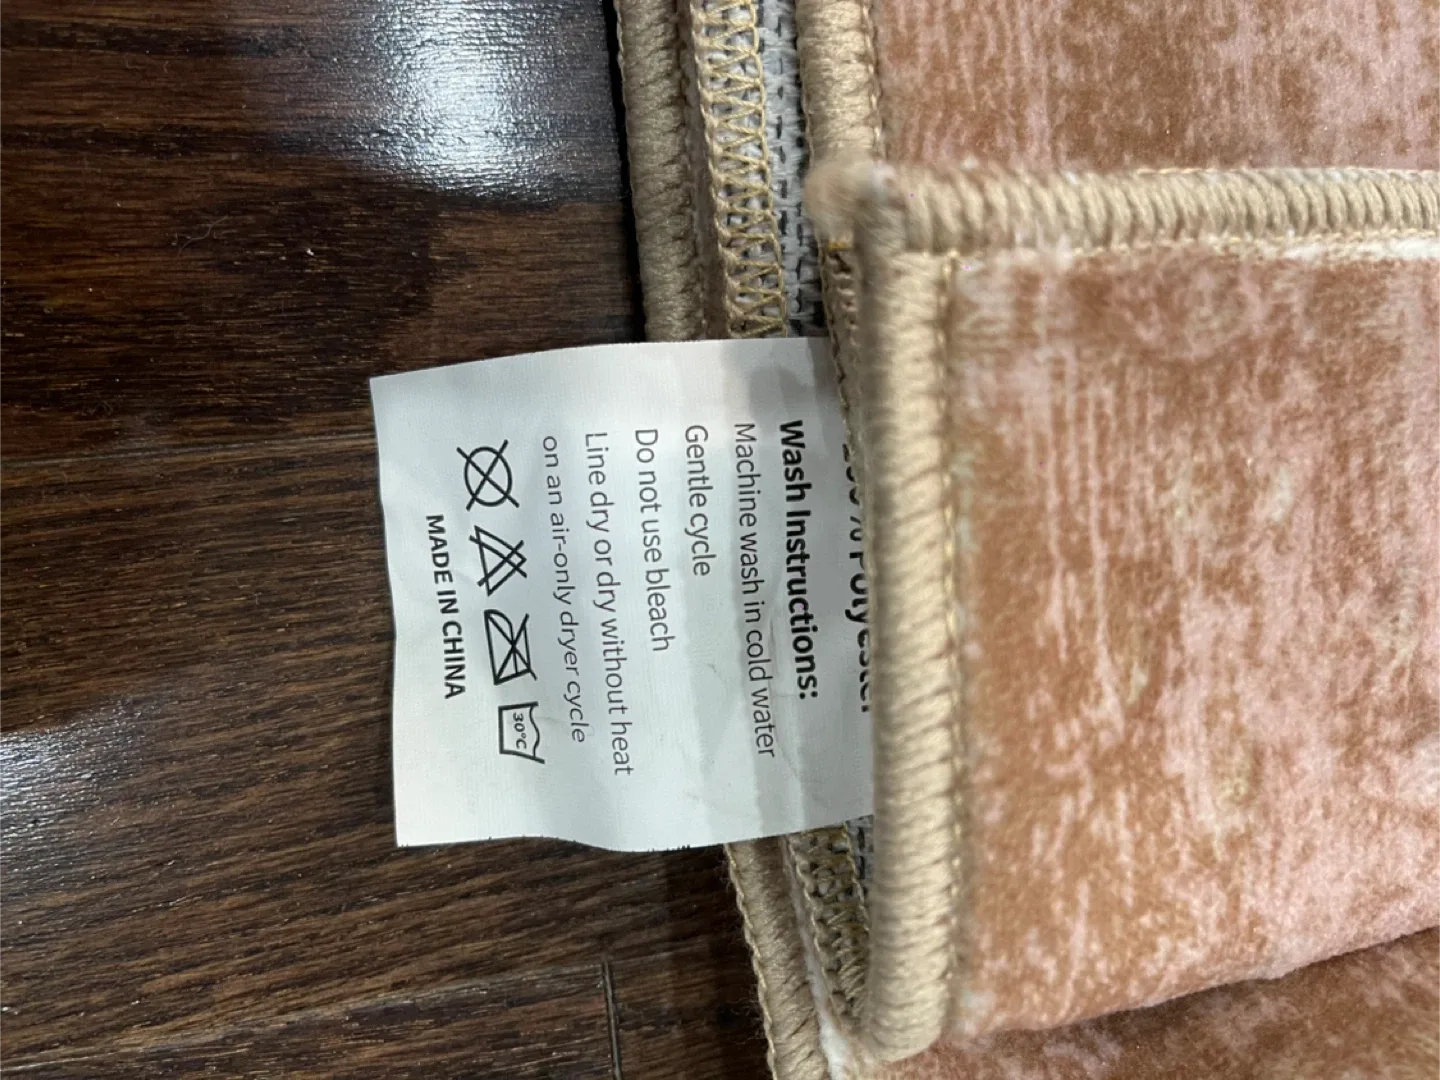 Polyester
Wash Instructions:
Machine wash in cold water
Gentle cycle
Do not use bleach
Line dry or dry without heat
on an air-only dryer cycle
30°C
MADE IN CHINA